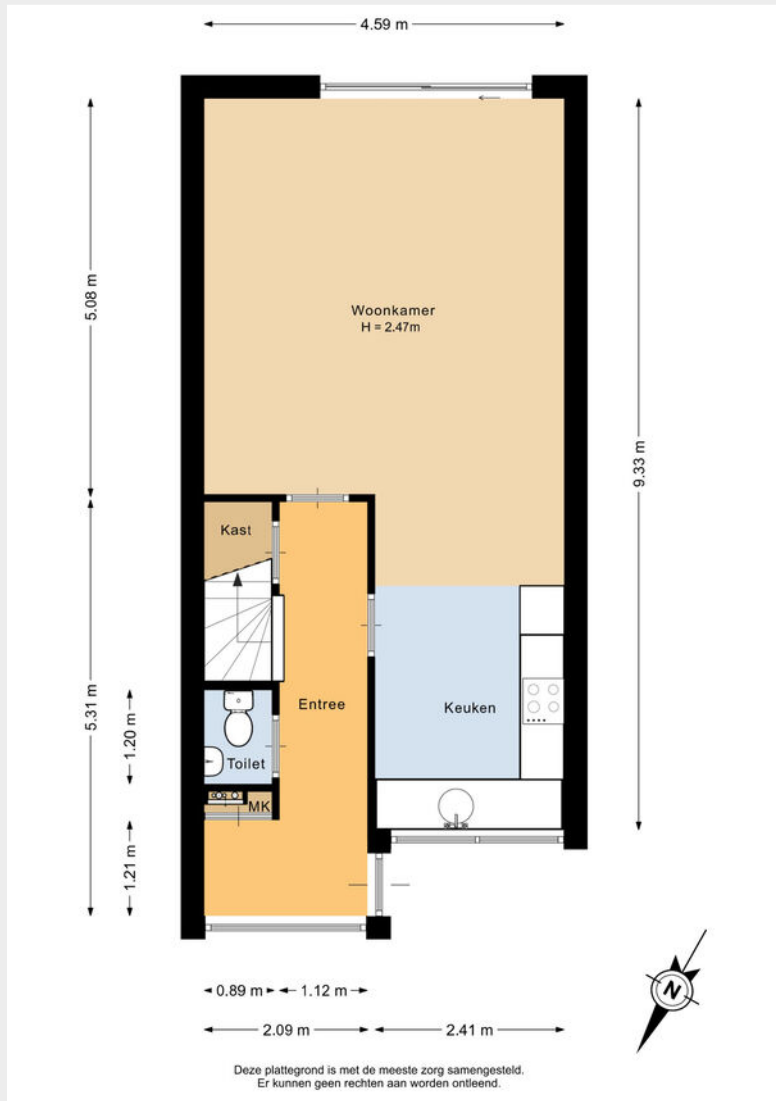 4.59 m
5.08 m
Woonkamer
H = 2.47m
9.33 m
Kast
5.31 m
Entree
Keuken
1.20 m
Toilet
MK
1.21 m
N
0.89 m
1.12 m
2.09 m
2.41 m
Deze plattegrond is met de meeste zorg samengesteld.
Er kunnen geen rechten aan worden ontleend.